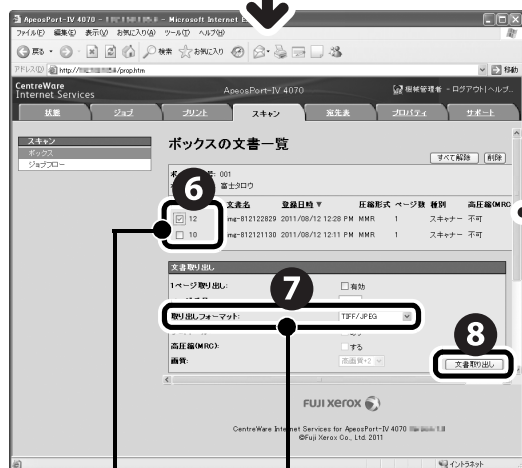 ApeosPort-IV 4070 - Microsoft Internet E
ファイル(F) 編集(E) 表示(V) お気に入り(A) ツール(T) ヘルプ(H)
戻る 検索 お気に入り
アドレス(D) http:// /prop.htm 移動
CentreWare
Internet Services
ApeosPort-IV 4070
機械管理者 - ログアウト|ヘルプ
状態 ジョブ プリント スキャン 宛先表 プロパティ サポート
スキャン
ボックス
ジョブフロー
ボックスの文書一覧
すべて解除 削除
001
富士タロウ
6
文書名 登録日時▼ 圧縮形式 ページ数 種別 高圧縮(MRC
12 img-812122829 2011/08/12 12:28 PM MMR 1 スキャナー 不可
10 img-812121130 2011/08/12 12:11 PM MMR 1 スキャナー 不可
文書取り出し
1ページ取り出し: 有効
7
取り出しフォーマット: TIFF/JPEG
8
高圧縮(MRC): する
画質: 高画質+2
文書取り出し
FUJI XEROX
CentreWare Internet Services for ApeosPort-IV 4070
©Fuji Xerox Co., Ltd. 2011
イントラネット